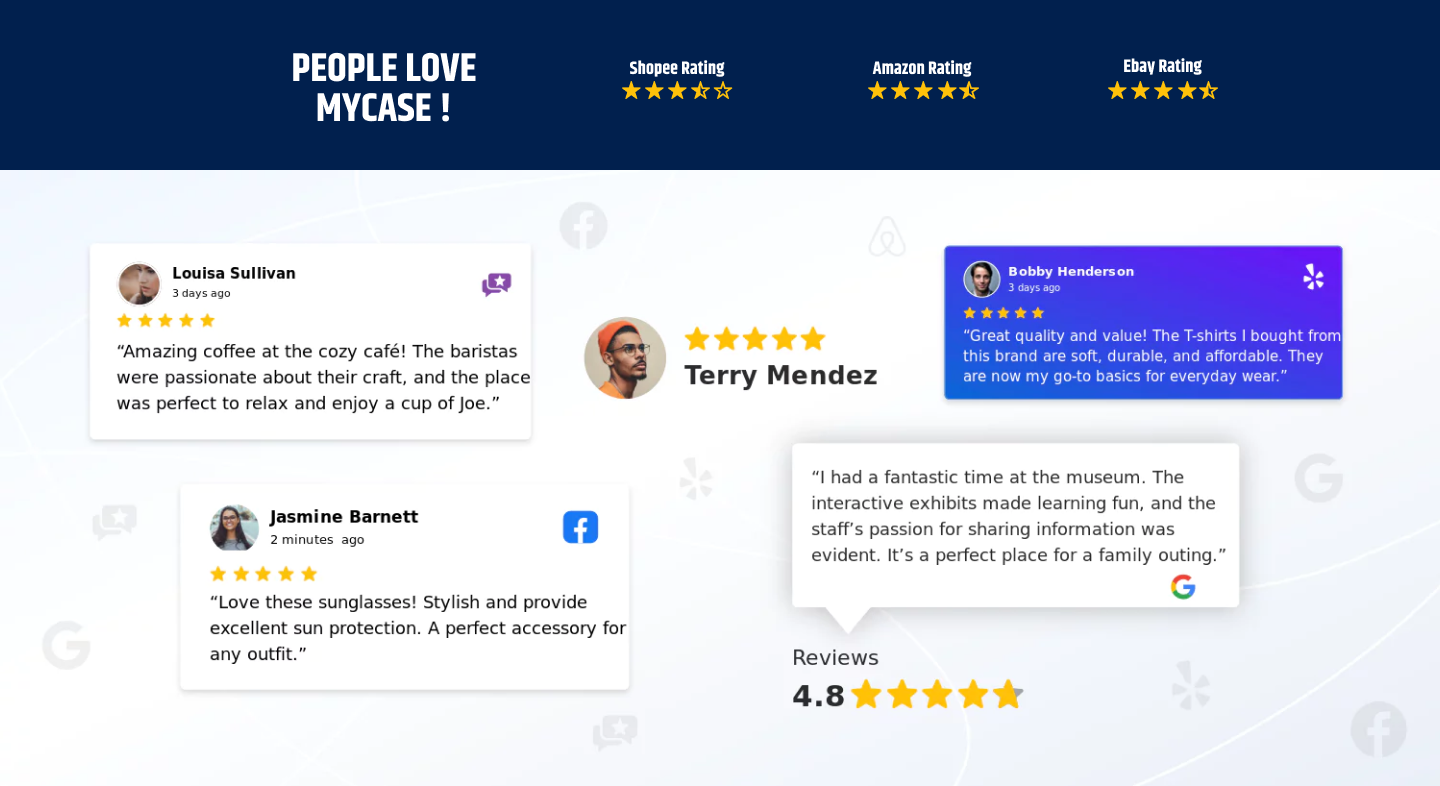 PEOPLE LOVE
MYCASE !
Shopee Rating
Amazon Rating
Ebay Rating
Louisa Sullivan
3 days ago
“Amazing coffee at the cozy café! The baristas
were passionate about their craft, and the place
was perfect to relax and enjoy a cup of Joe.”
Terry Mendez
Bobby Henderson
3 days ago
“Great quality and value! The T-shirts I bought from
this brand are soft, durable, and affordable. They
are now my go-to basics for everyday wear.”
Jasmine Barnett
2 minutes ago
“Love these sunglasses! Stylish and provide
excellent sun protection. A perfect accessory for
any outfit.”
“I had a fantastic time at the museum. The
interactive exhibits made learning fun, and the
staff’s passion for sharing information was
evident. It’s a perfect place for a family outing.”
Reviews
4.8